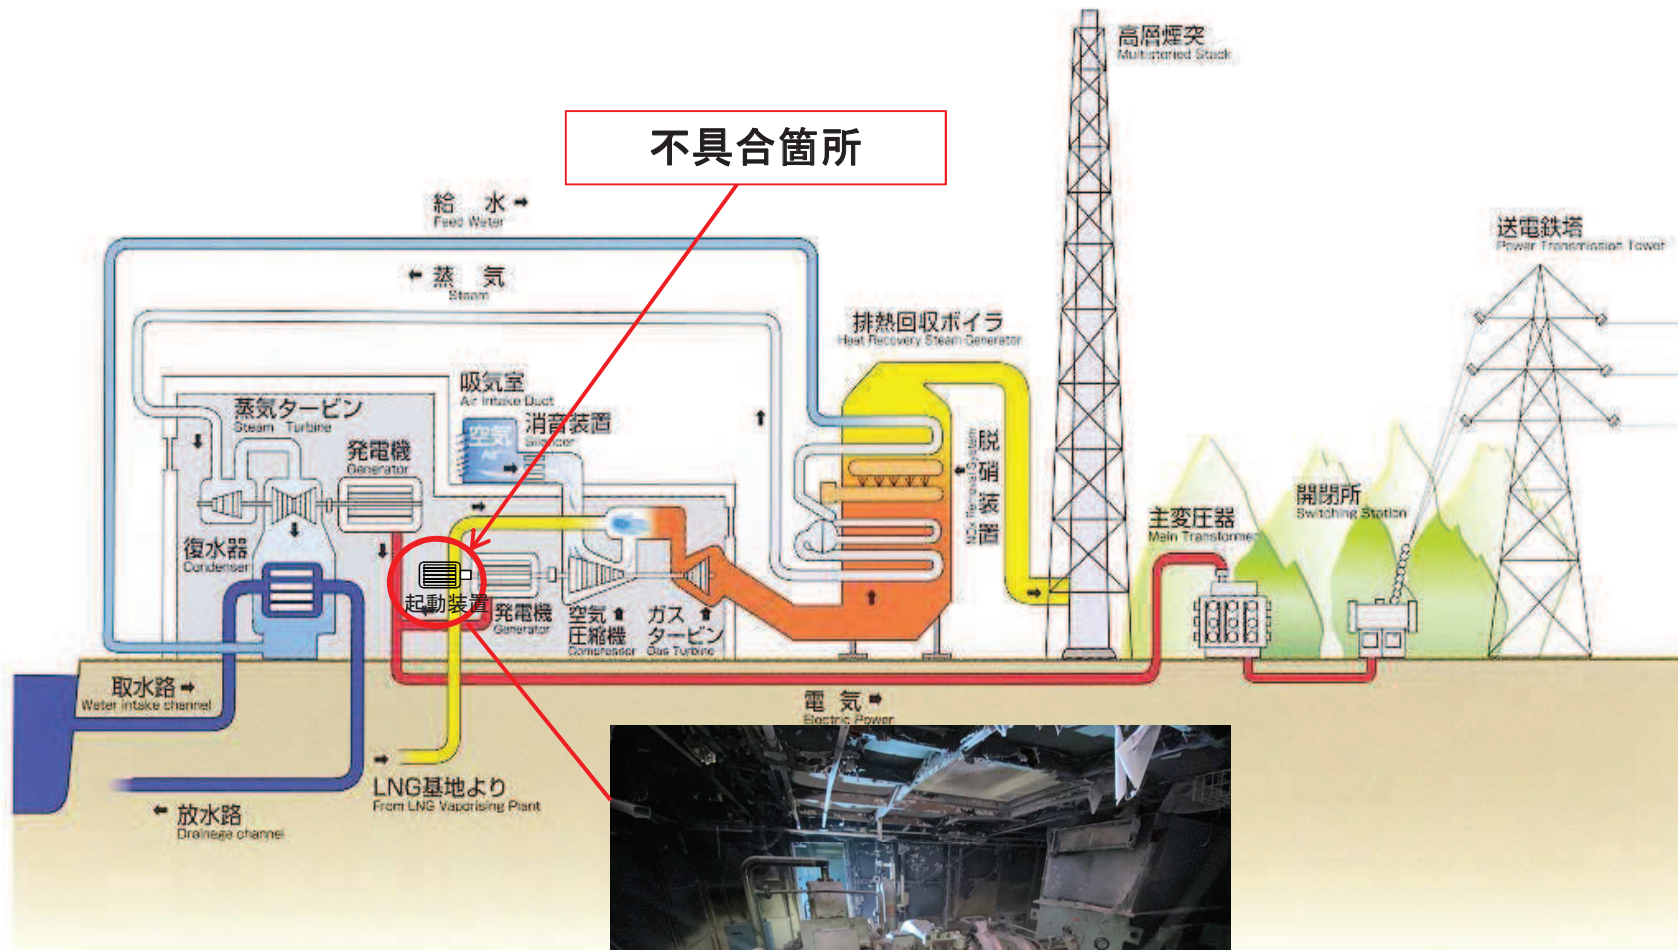 高層煙突
Multistoried Stack
不具合箇所
給 水 ➡
Feed Water
⬅ 蒸 気
Steam
送電鉄塔
Power Transmission Tower
排熱回収ボイラ
Heat Recovery Steam Generator
吸気室
Air Intake Duct
消音装置
Silencer
空気
Air
蒸気タービン
Steam Turbine
発電機
Generator
脱硝装置
NOx Removal System
主変圧器
Main Transformer
開閉所
Switching Station
復水器
Condenser
起動装置
発電機
Generator
空気
圧縮機
Compressor
ガス
タービン
Gas Turbine
取水路 ➡
Water intake channel
電 気 ➡
Electric Power
LNG基地より
From LNG Vaporising Plant
⬅ 放水路
Drainage channel